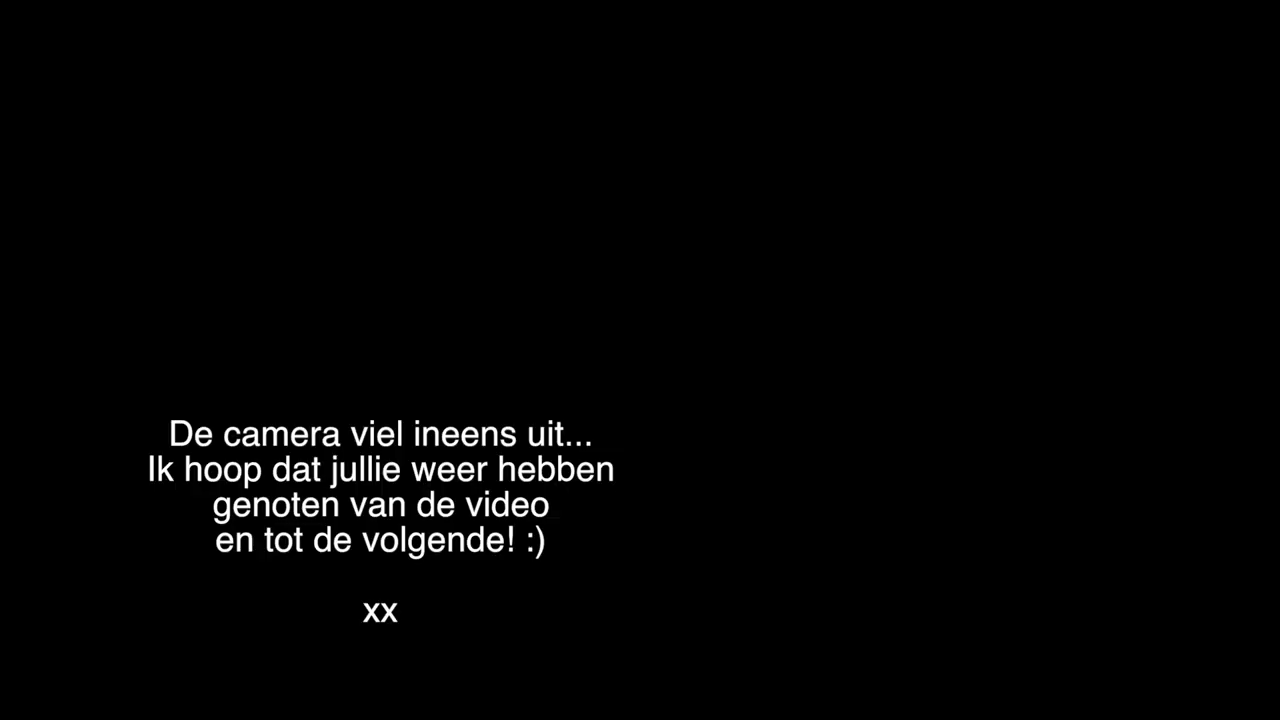 De camera viel ineens uit...
Ik hoop dat jullie weer hebben
genoten van de video
en tot de volgende! :)
xx